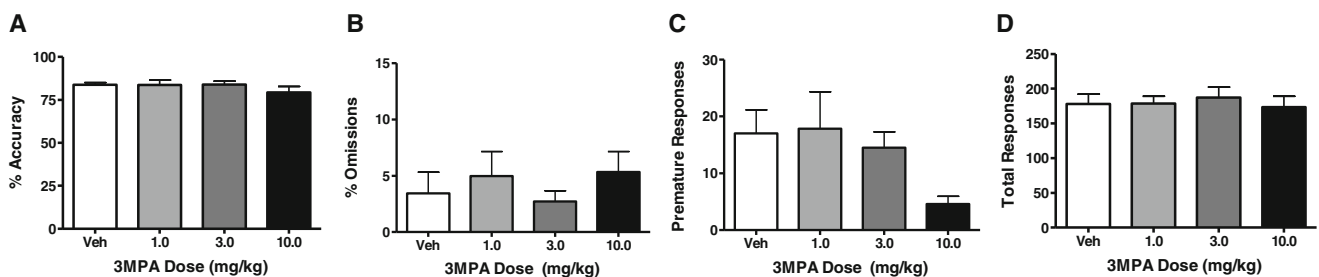 A
% Accuracy
100
75
50
25
0
Veh 1.0 3.0 10.0
3MPA Dose (mg/kg)
B
% Omissions
15
10
5
0
Veh 1.0 3.0 10.0
3MPA Dose (mg/kg)
C
Premature Responses
30
20
10
0
Veh 1.0 3.0 10.0
3MPA Dose (mg/kg)
D
Total Responses
250
200
150
100
50
0
Veh 1.0 3.0 10.0
3MPA Dose (mg/kg)